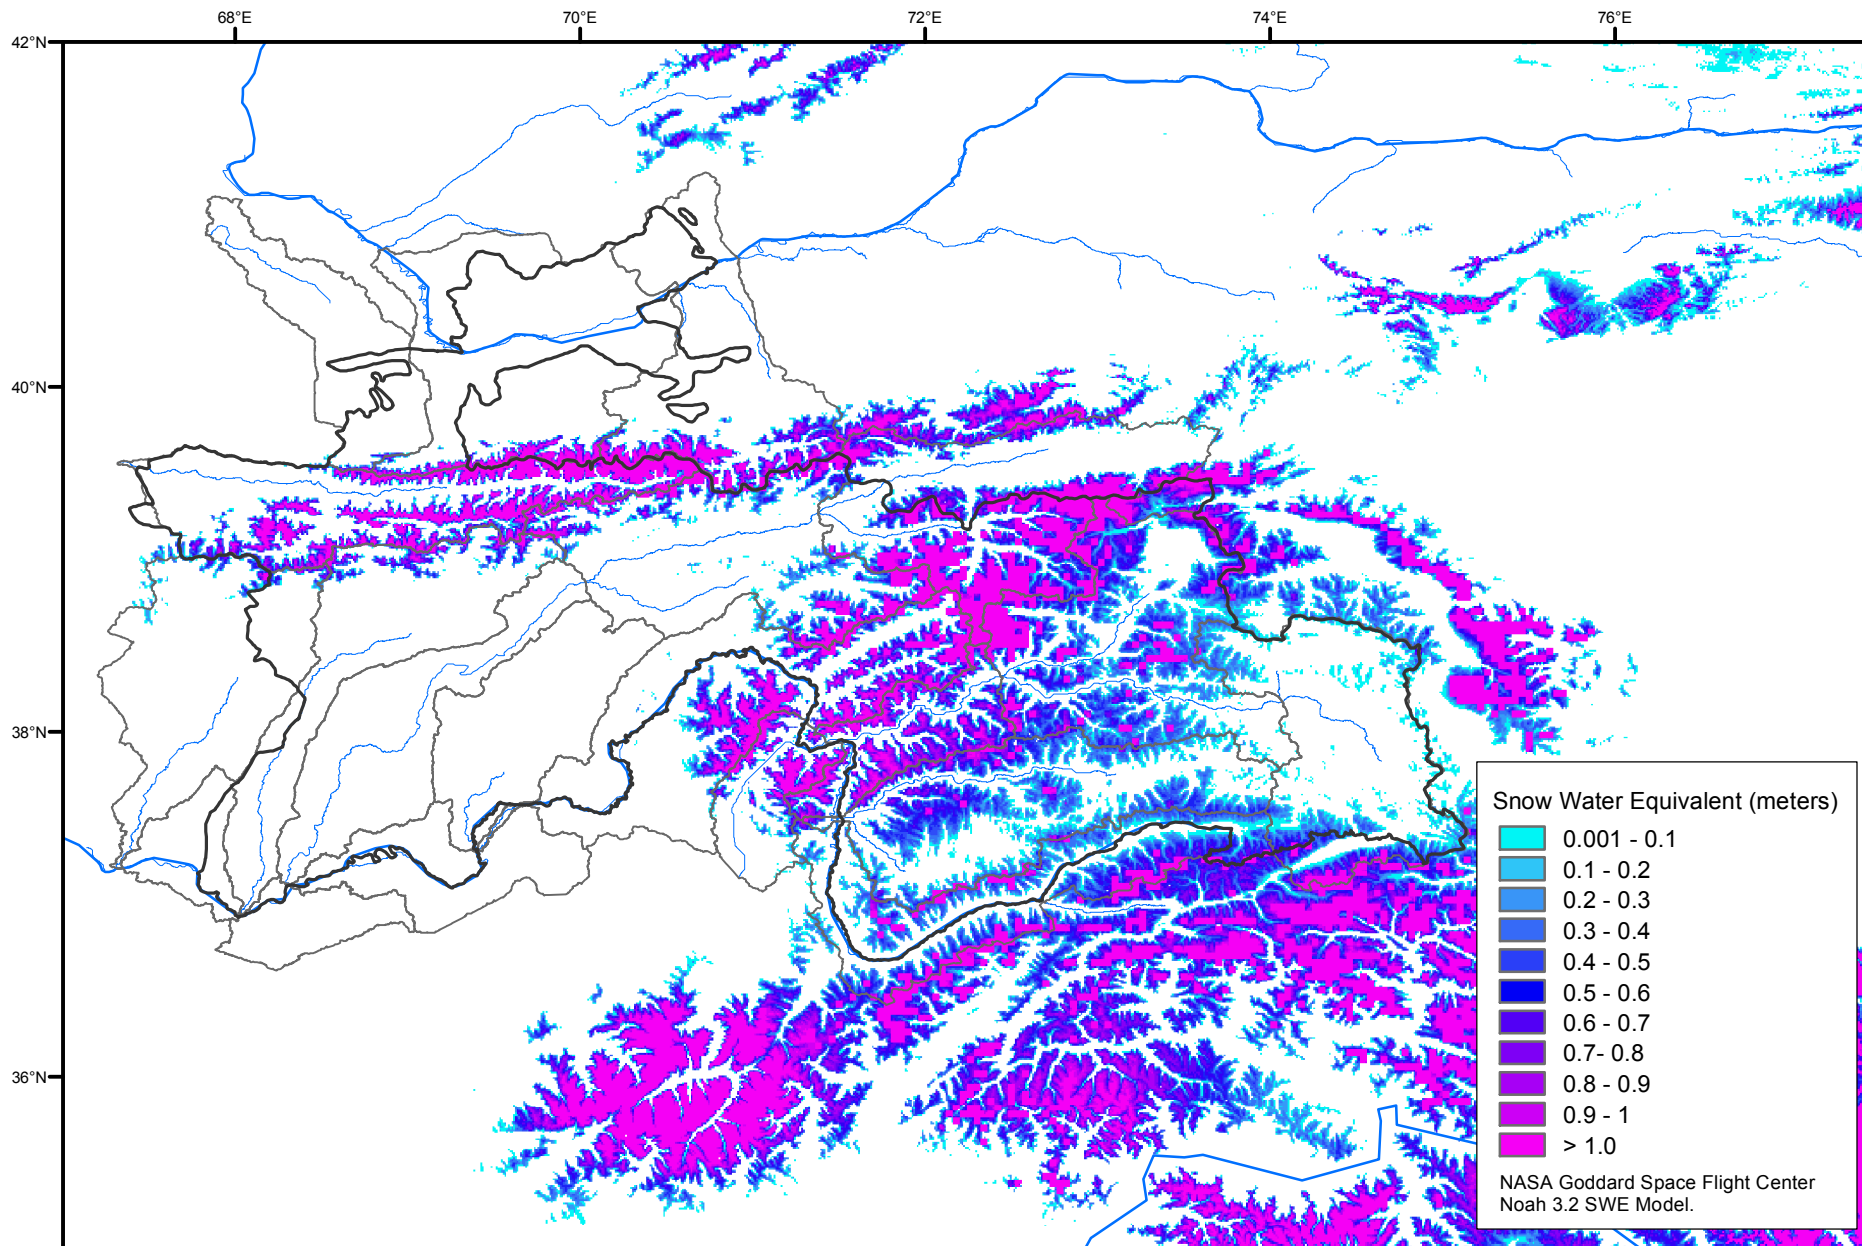 68°E
70°E
72°E
74°E
76°E
42°N
40°N
38°N
36°N
Snow Water Equivalent (meters)
0.001 - 0.1
0.1 - 0.2
0.2 - 0.3
0.3 - 0.4
0.4 - 0.5
0.5 - 0.6
0.6 - 0.7
0.7- 0.8
0.8 - 0.9
0.9 - 1
> 1.0
NASA Goddard Space Flight Center
Noah 3.2 SWE Model.